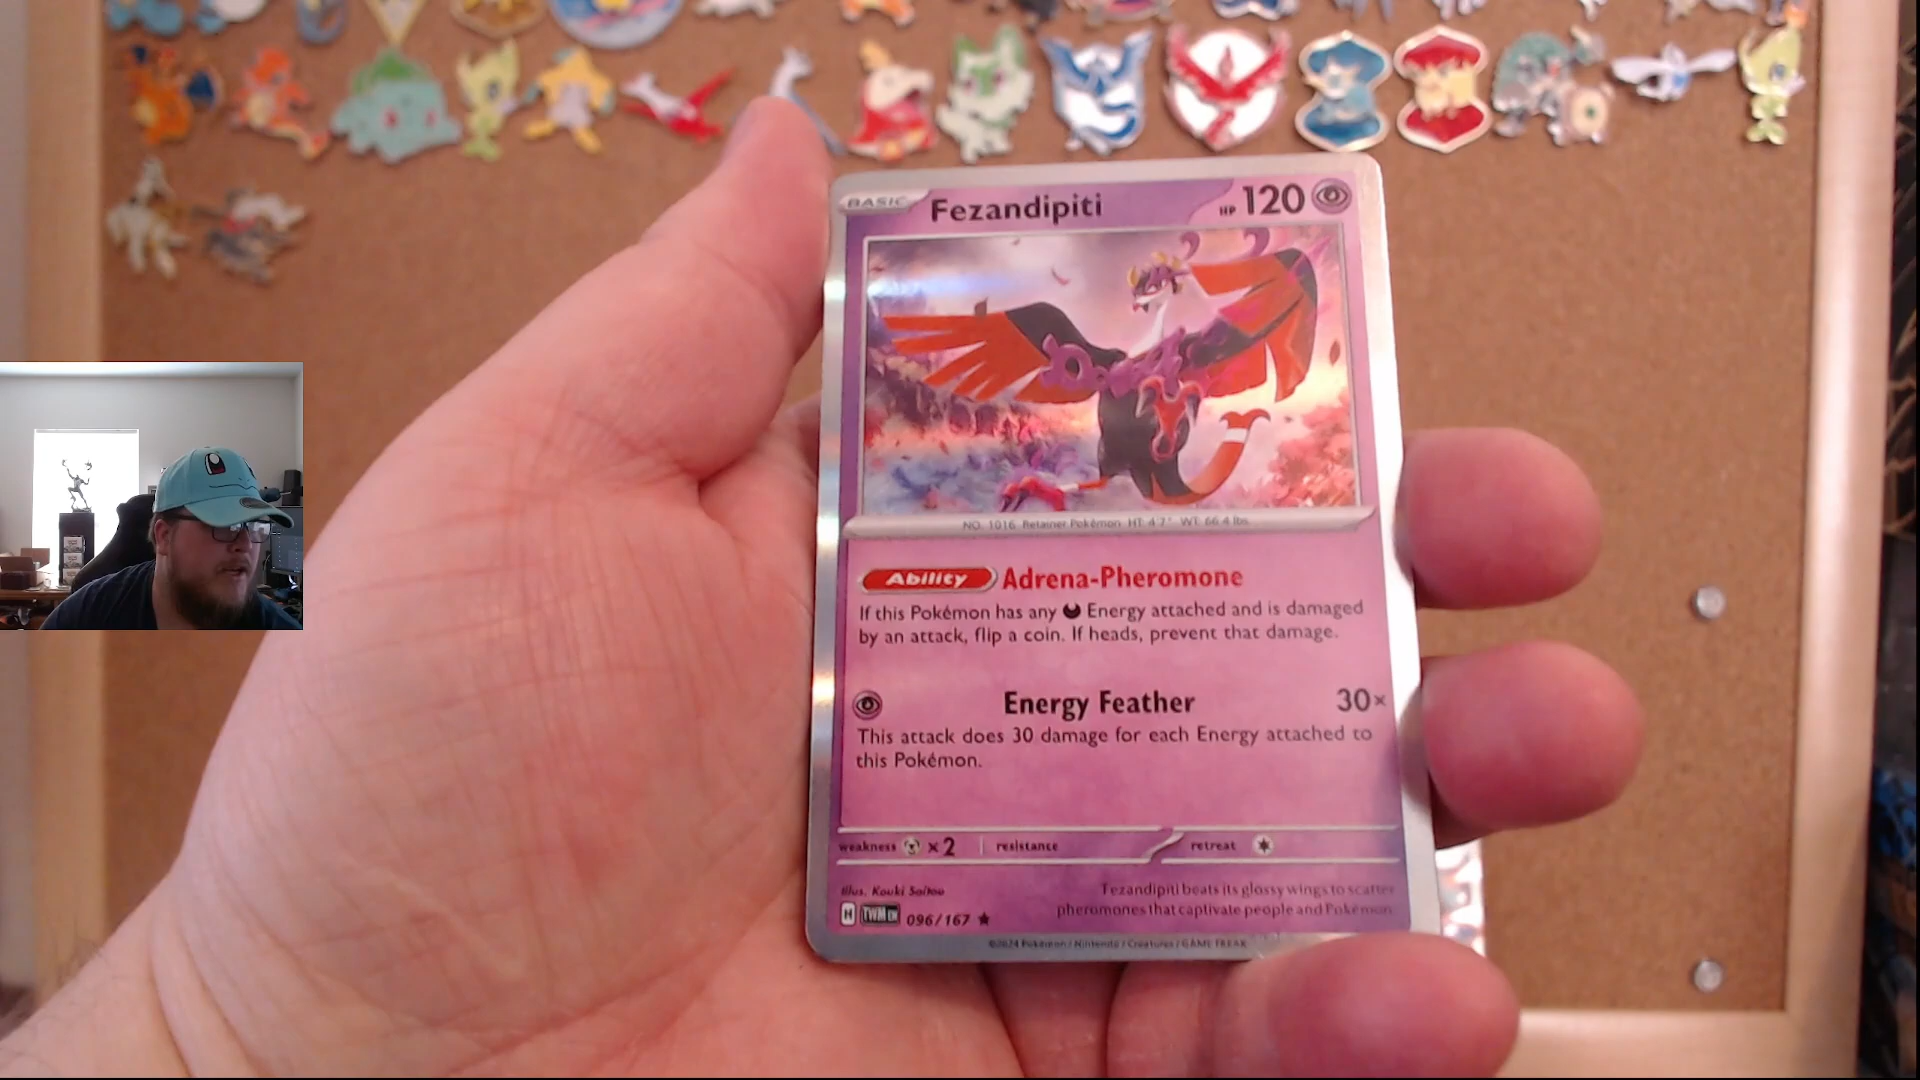 BASIC Fezandipiti HP 120
NO. 1016 Retainer Pokémon HT: 4'7" WT: 66.4 lbs.
Ability Adrena-Pheromone
If this Pokémon has any Energy attached and is damaged
by an attack, flip a coin. If heads, prevent that damage.
Energy Feather 30×
This attack does 30 damage for each Energy attached to
this Pokémon.
weakness ×2 resistance retreat
Illus. Kouki Saitou
Fezandipiti beats its glossy wings to scatter
pheromones that captivate people and Pokémon.
H TWM EN 096/167 ★
©2024 Pokémon / Nintendo / Creatures / GAME FREAK